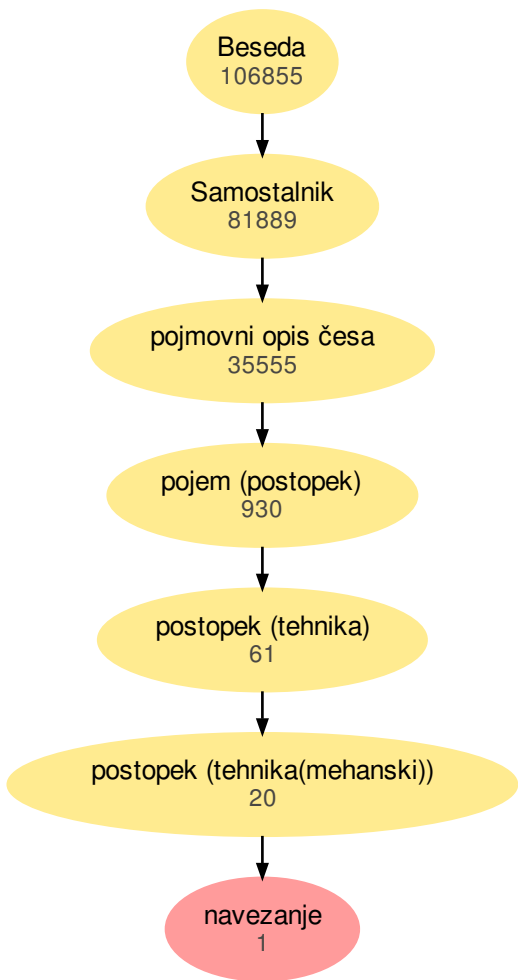 Beseda
106855
Samostalnik
81889
pojmovni opis česa
35555
pojem (postopek)
930
postopek (tehnika)
61
postopek (tehnika(mehanski))
20
navezanje
1